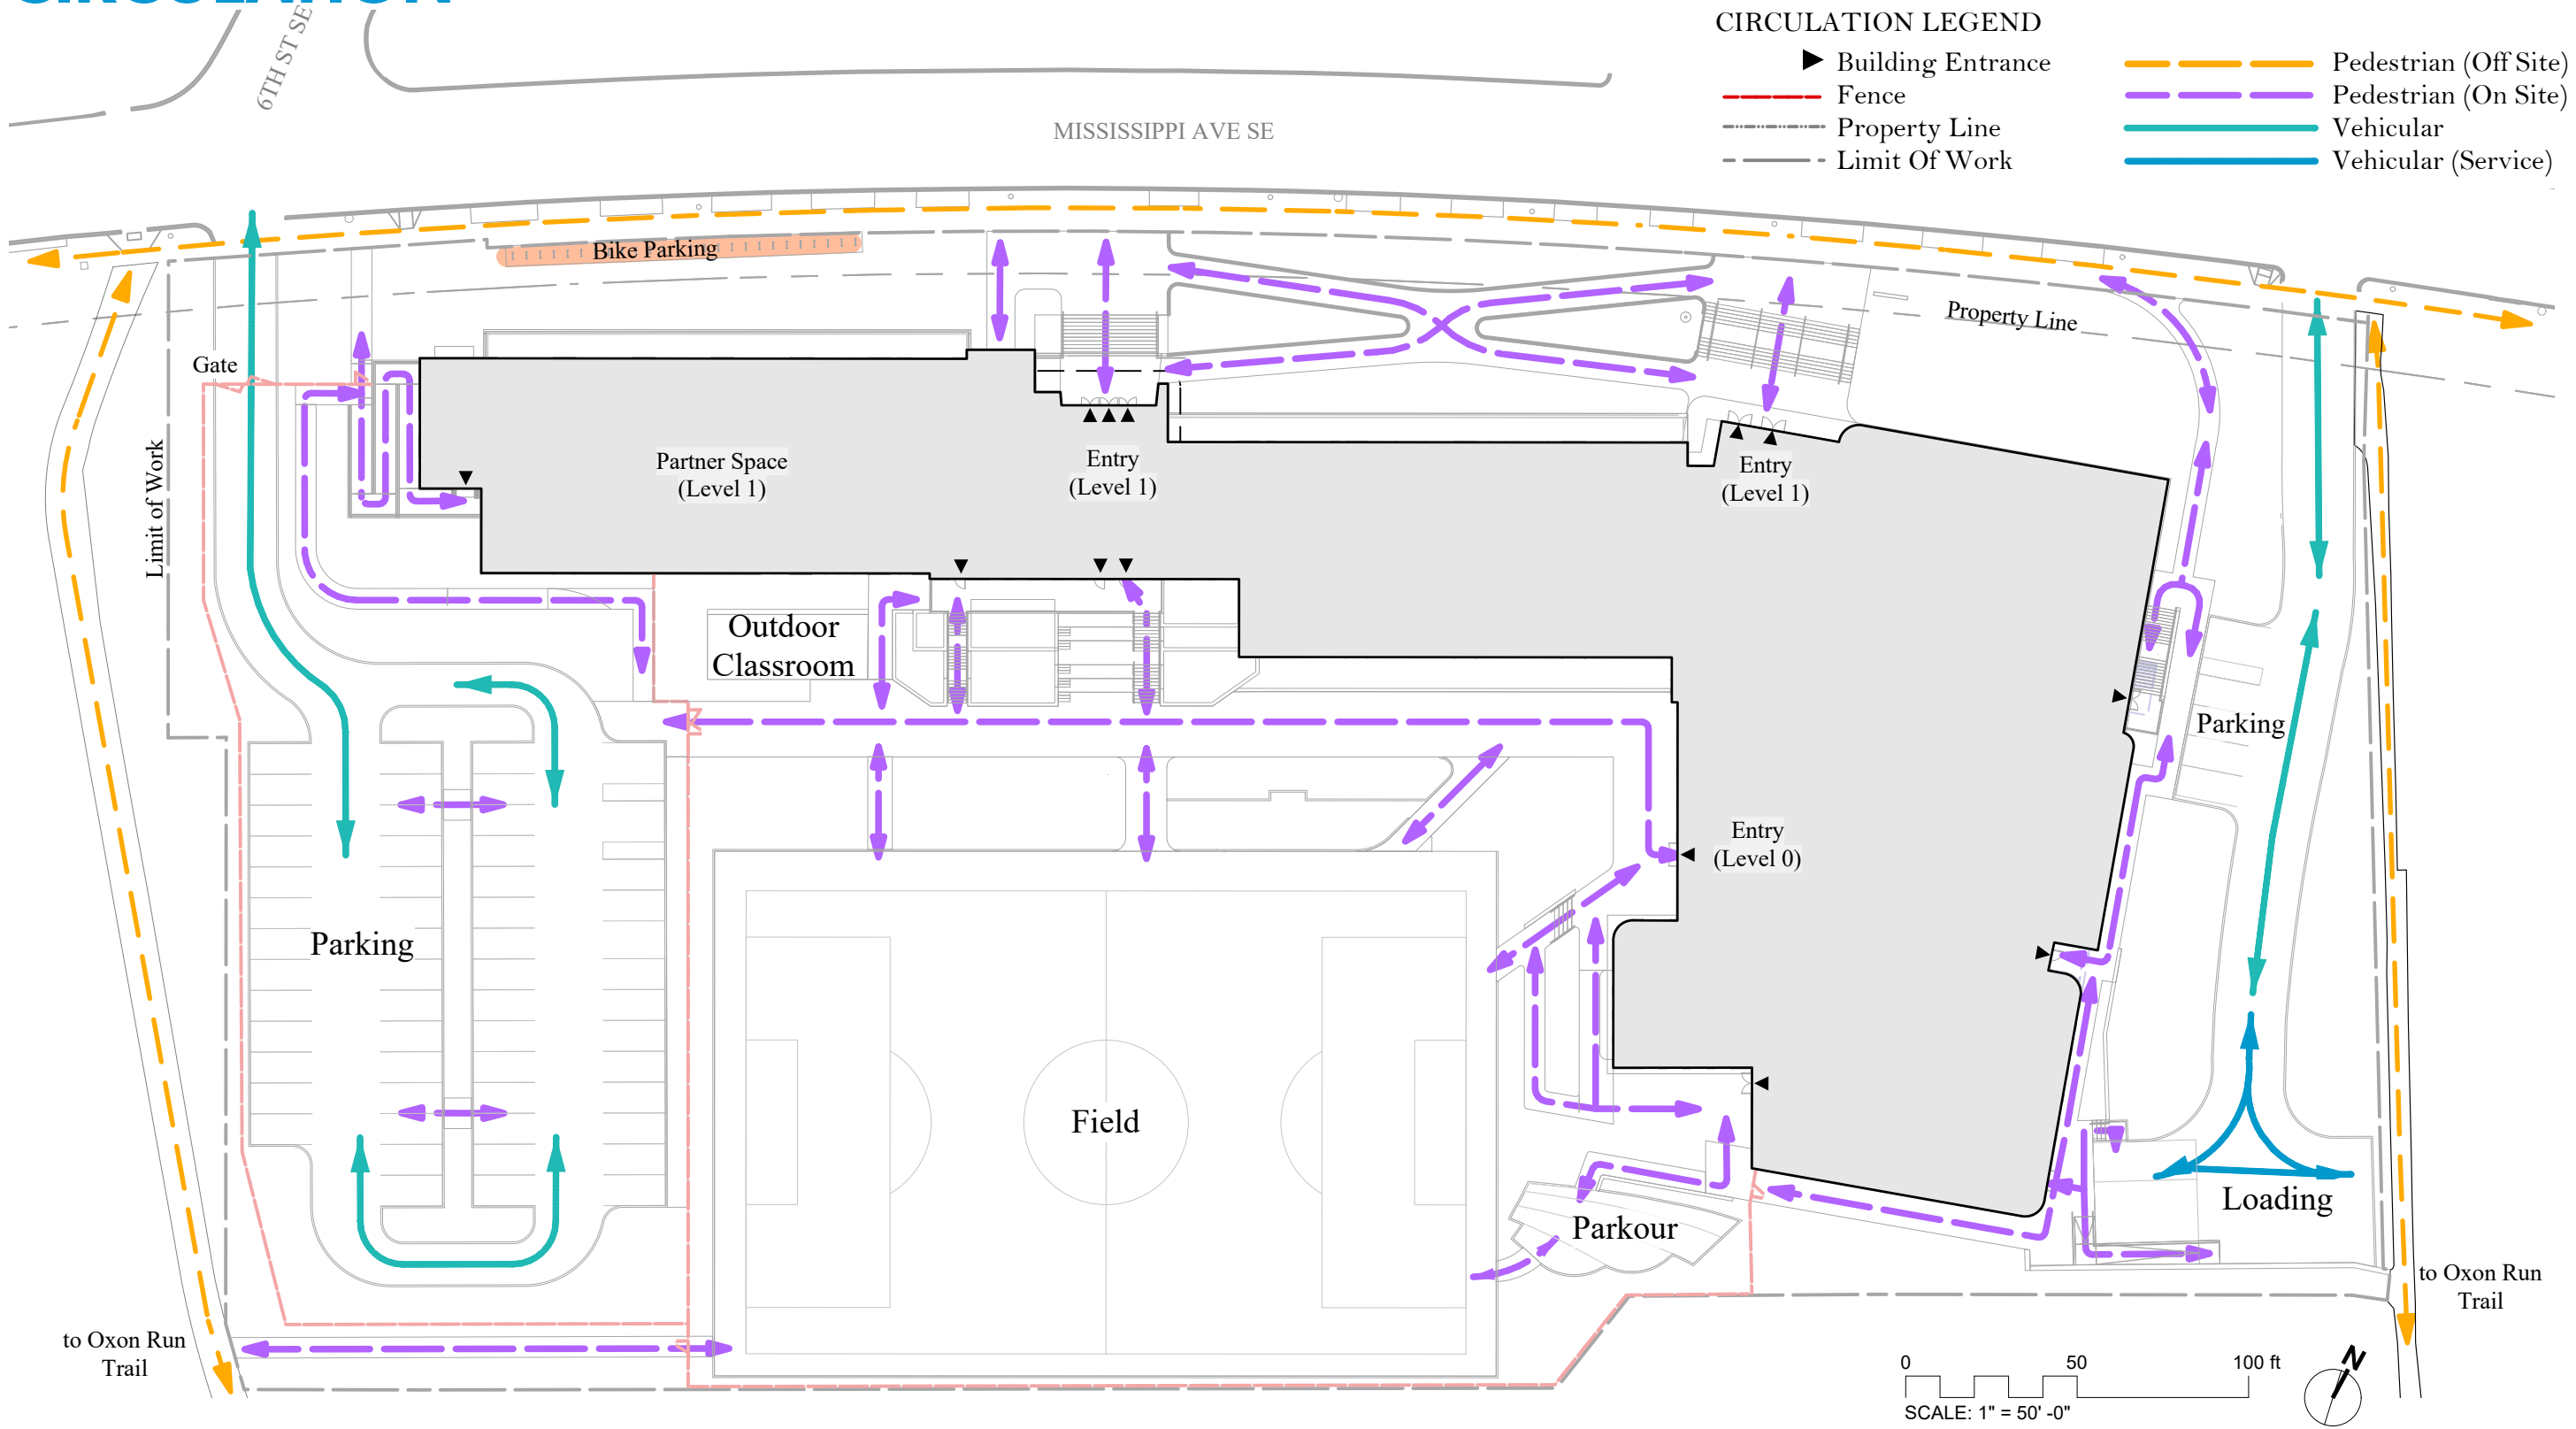 CIRCULATION
6TH ST SE
MISSISSIPPI AVE SE
CIRCULATION LEGEND
Building Entrance
Fence
Property Line
Limit Of Work
Pedestrian (Off Site)
Pedestrian (On Site)
Vehicular
Vehicular (Service)
Bike Parking
Property Line
Gate
Limit of Work
Partner Space
(Level 1)
Entry
(Level 1)
Entry
(Level 1)
Outdoor
Classroom
Parking
Entry
(Level 0)
Parking
Field
Parkour
Loading
to Oxon Run
Trail
to Oxon Run
Trail
0 50 100 ft
SCALE: 1" = 50' -0"
N